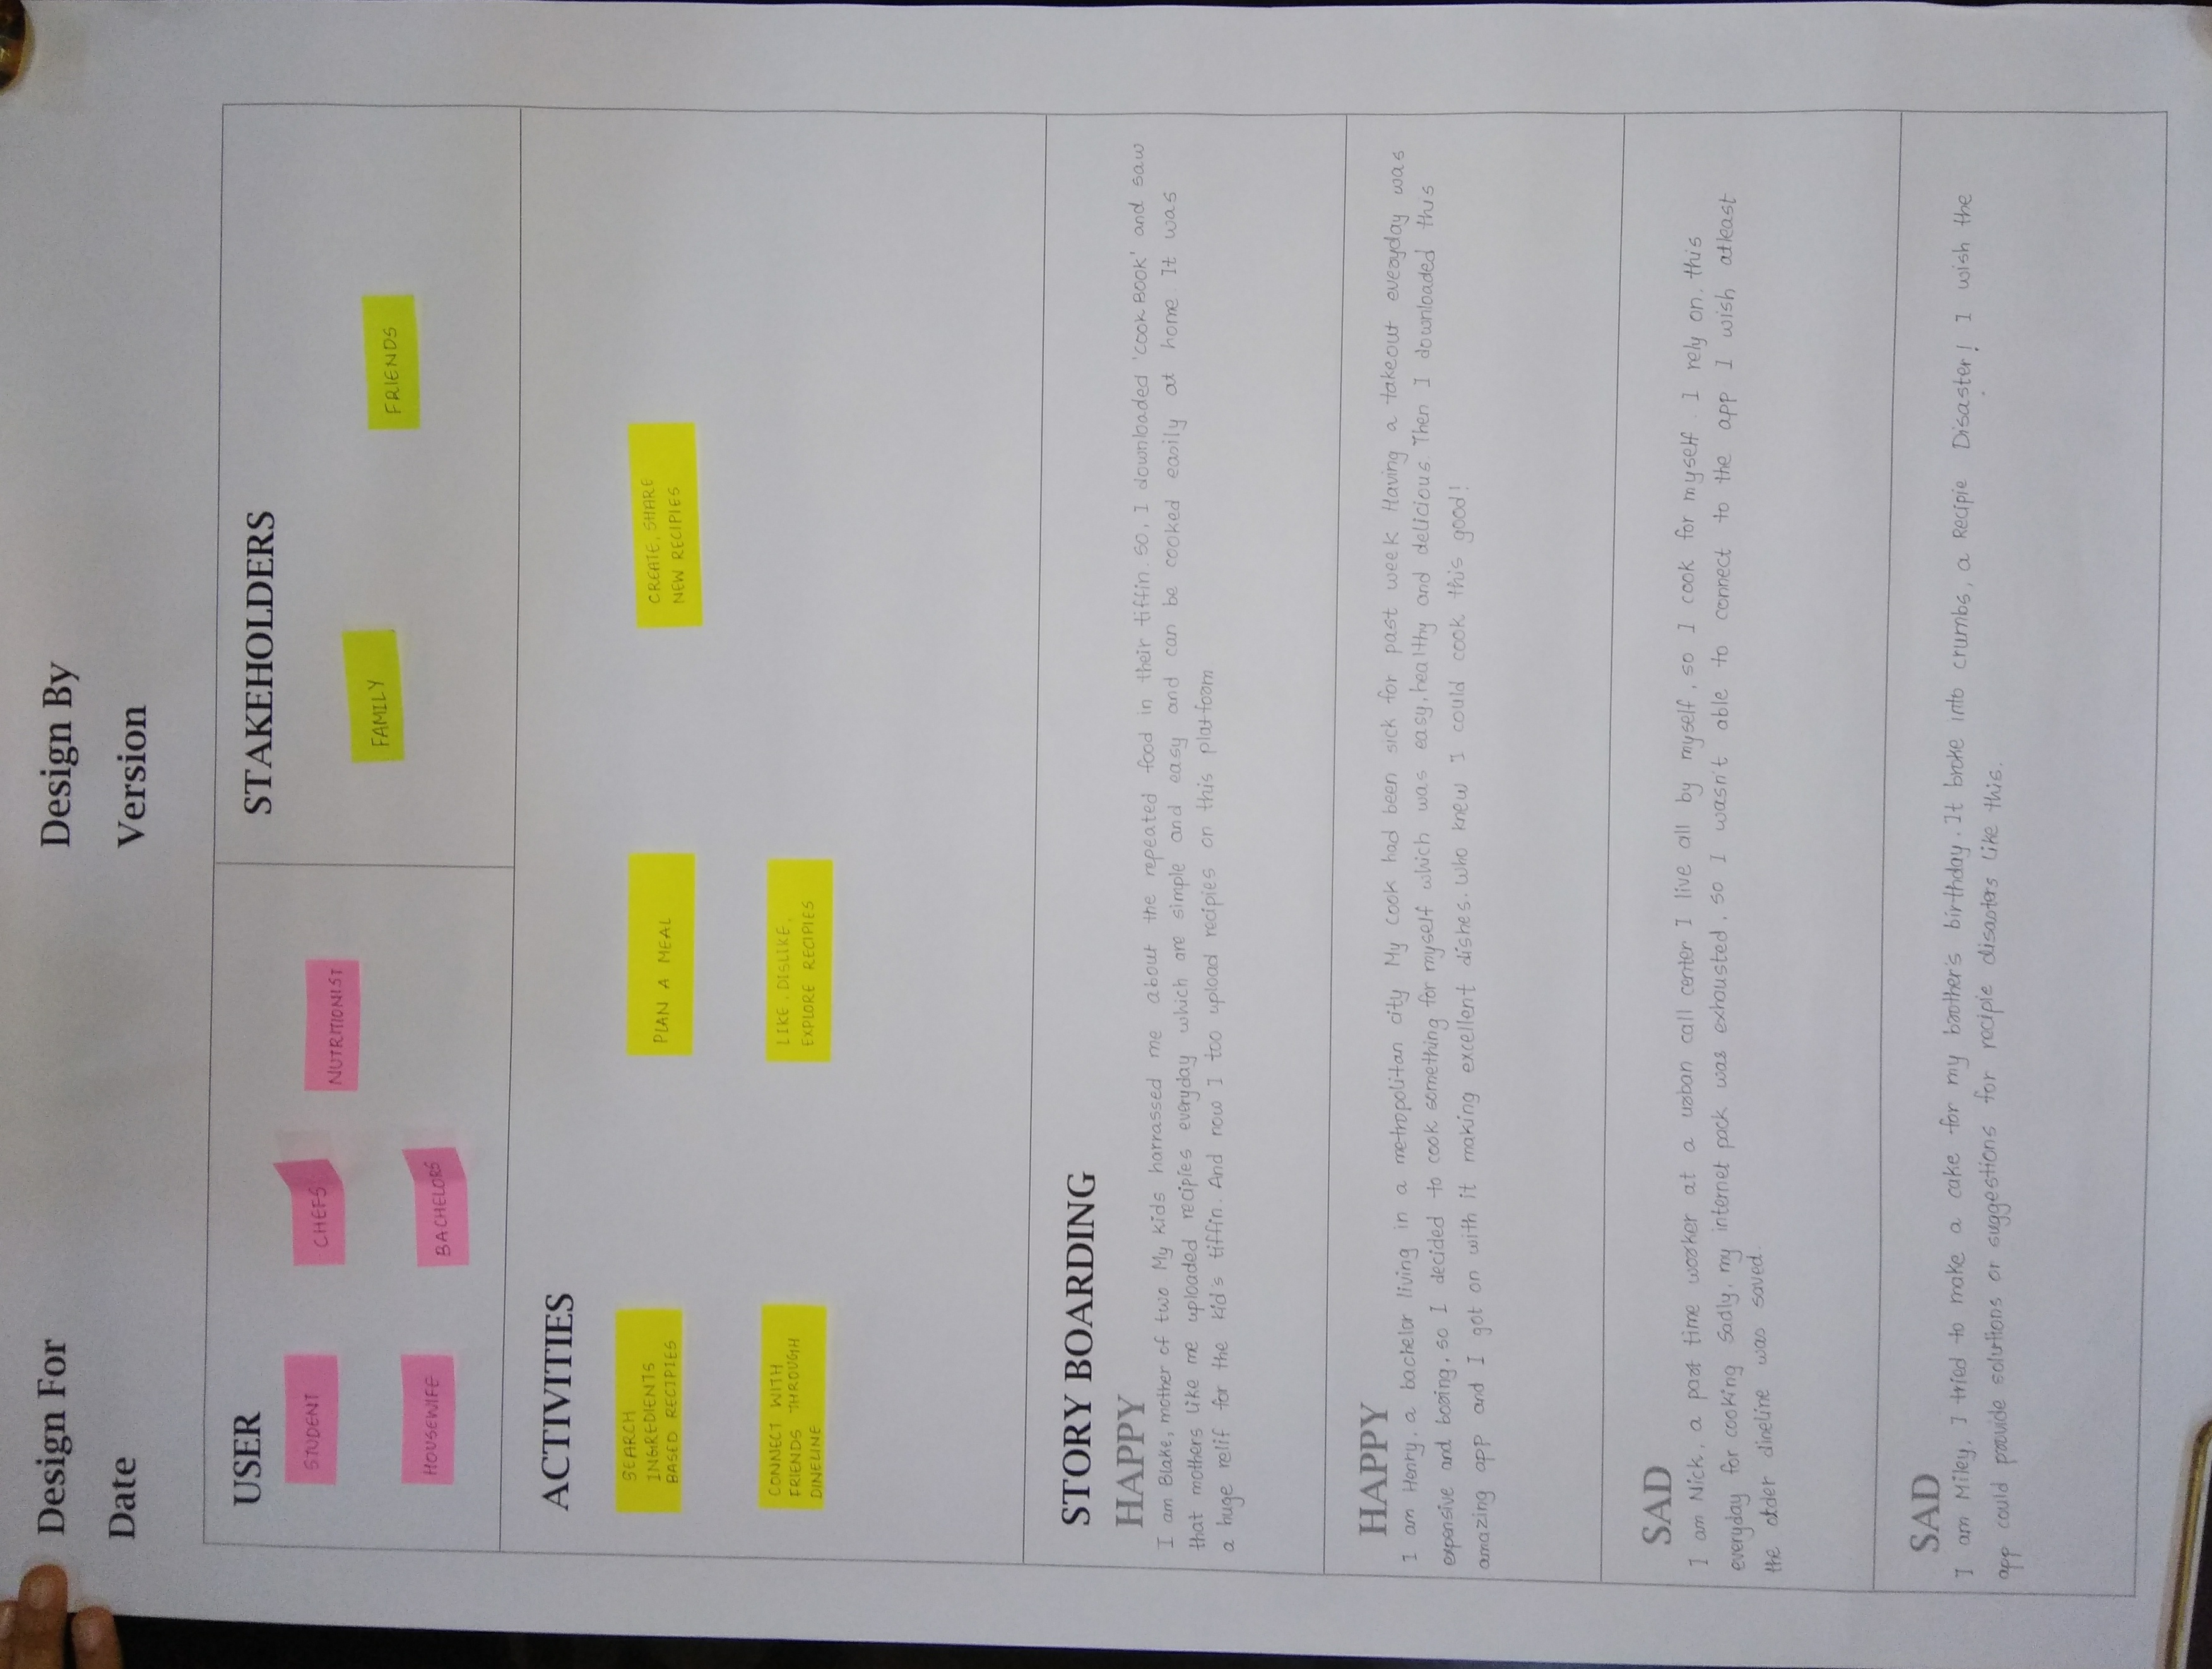 Design For
Design By
Date
Version
USER
STUDENT
CHEFS
NUTRITIONIST
HOUSEWIFE
BACHELORS
STAKEHOLDERS
FAMILY
FRIENDS
ACTIVITIES
SEARCH
INGREDIENTS
BASED RECIPIES
PLAN A MEAL
CREATE, SHARE
NEW RECIPIES
CONNECT WITH
FRIENDS THROUGH
DINELINE
LIKE, DISLIKE,
EXPLORE RECIPIES
STORY BOARDING
HAPPY
I am Blake, mother of two My kids harrassed me about the repeated food in their tiffin. So, I downloaded 'Cook Book' and saw
that mothers like me uploaded recipies everyday which are simple and easy and can be cooked easily at home. It was
a huge relif for the kid's tiffin. And now I too upload recipies on this platform
HAPPY
I am Henry, a bachelor living in a metropolitan city My cook had been sick for past week Having a takeout everyday was
expensive and boring, so I decided to cook something for myself which was easy, healthy and delicious. Then I downloaded this
amazing app and I got on with it making excellent dishes. Who knew I could cook this good!
SAD
I am Nick, a part time worker at a urban call center I live all by myself, so I cook for myself. I rely on this
everyday for cooking Sadly, my internet pack was exhausted, so I wasn't able to connect to the app I wish atleast
the older dineline was saved.
SAD
I am Miley, I tried to make a cake for my brother's birthday. It broke into crumbs, a Recipie Disaster! I wish the
app could provide solutions or suggestions for recipie disasters like this.